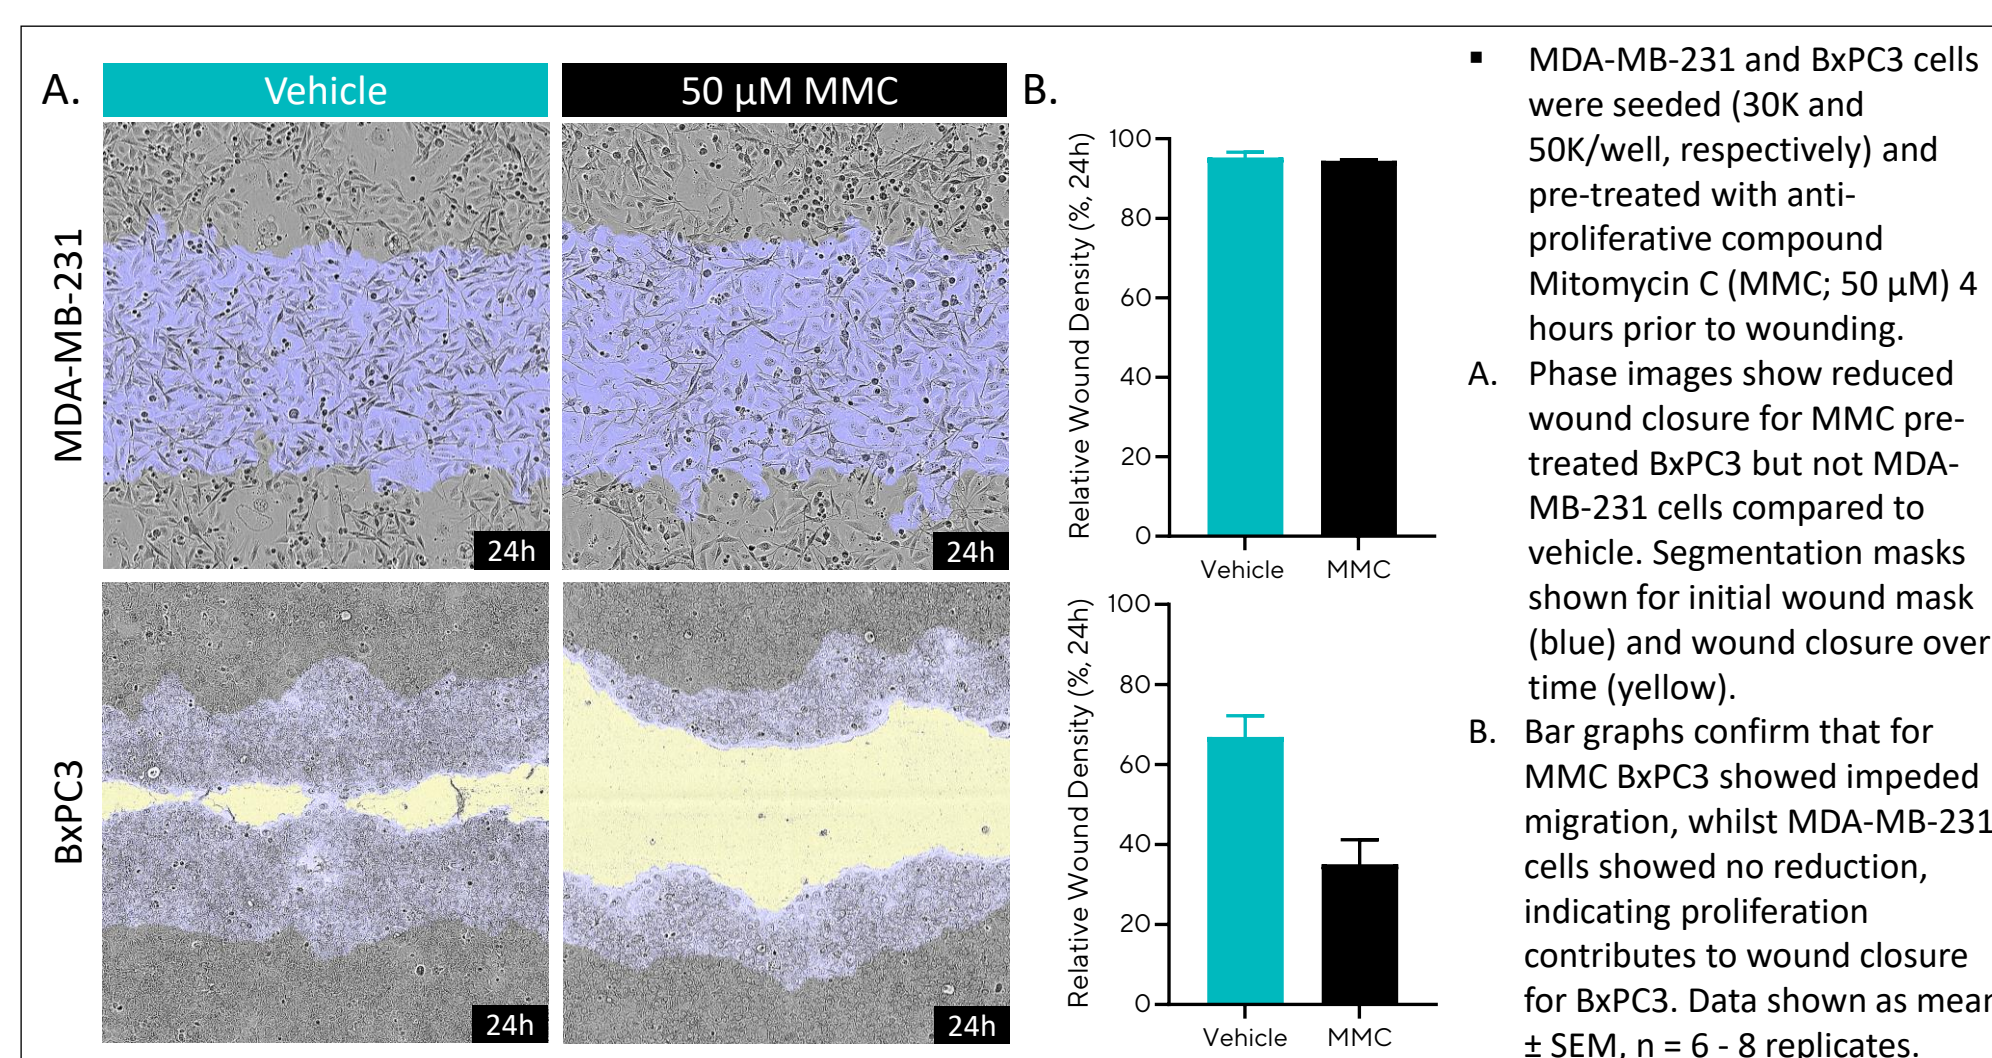 A.
Vehicle
50 µM MMC
MDA-MB-231
24h
24h
BxPC3
24h
24h
B.
Relative Wound Density (%, 24h)
100
80
60
40
20
0
Vehicle MMC
Relative Wound Density (%, 24h)
100
80
60
40
20
0
Vehicle MMC
▪ MDA-MB-231 and BxPC3 cells
were seeded (30K and
50K/well, respectively) and
pre-treated with anti-
proliferative compound
Mitomycin C (MMC; 50 µM) 4
hours prior to wounding.
A. Phase images show reduced
wound closure for MMC pre-
treated BxPC3 but not MDA-
MB-231 cells compared to
vehicle. Segmentation masks
shown for initial wound mask
(blue) and wound closure over
time (yellow).
B. Bar graphs confirm that for
MMC BxPC3 showed impeded
migration, whilst MDA-MB-231
cells showed no reduction,
indicating proliferation
contributes to wound closure
for BxPC3. Data shown as mean
± SEM, n = 6 - 8 replicates.